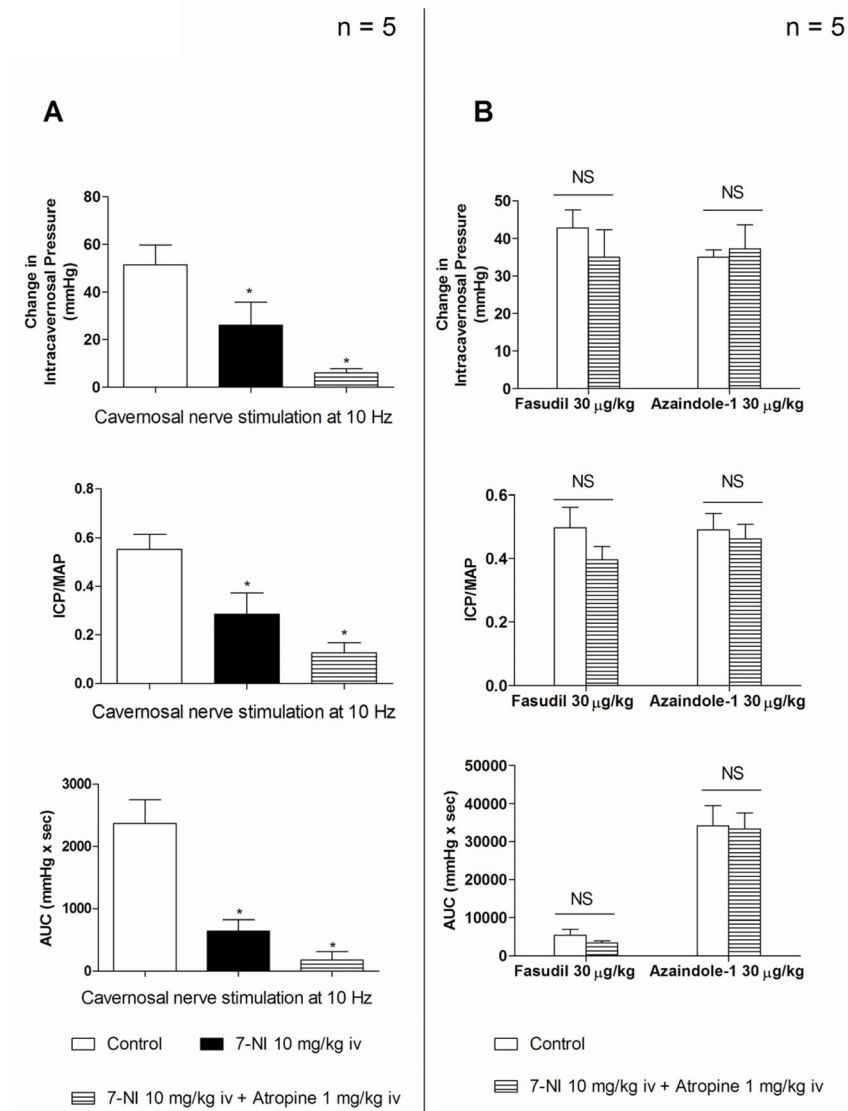 n = 5
A
Change in
Intracavernosal Pressure
(mmHg)
80
60
40
20
0
*
*
Cavernosal nerve stimulation at 10 Hz
ICP/MAP
0.8
0.6
0.4
0.2
0.0
*
*
Cavernosal nerve stimulation at 10 Hz
AUC (mmHg x sec)
3000
2000
1000
0
*
*
Cavernosal nerve stimulation at 10 Hz
Control
7-NI 10 mg/kg iv
7-NI 10 mg/kg iv + Atropine 1 mg/kg iv
n = 5
B
Change in
Intracavernosal Pressure
(mmHg)
50
40
30
20
10
0
NS
NS
Fasudil 30 μg/kg
Azaindole-1 30 μg/kg
ICP/MAP
0.6
0.4
0.2
0.0
NS
NS
Fasudil 30 μg/kg
Azaindole-1 30 μg/kg
AUC (mmHg x sec)
50000
40000
30000
20000
10000
0
NS
NS
Fasudil 30 μg/kg
Azaindole-1 30 μg/kg
Control
7-NI 10 mg/kg iv + Atropine 1 mg/kg iv